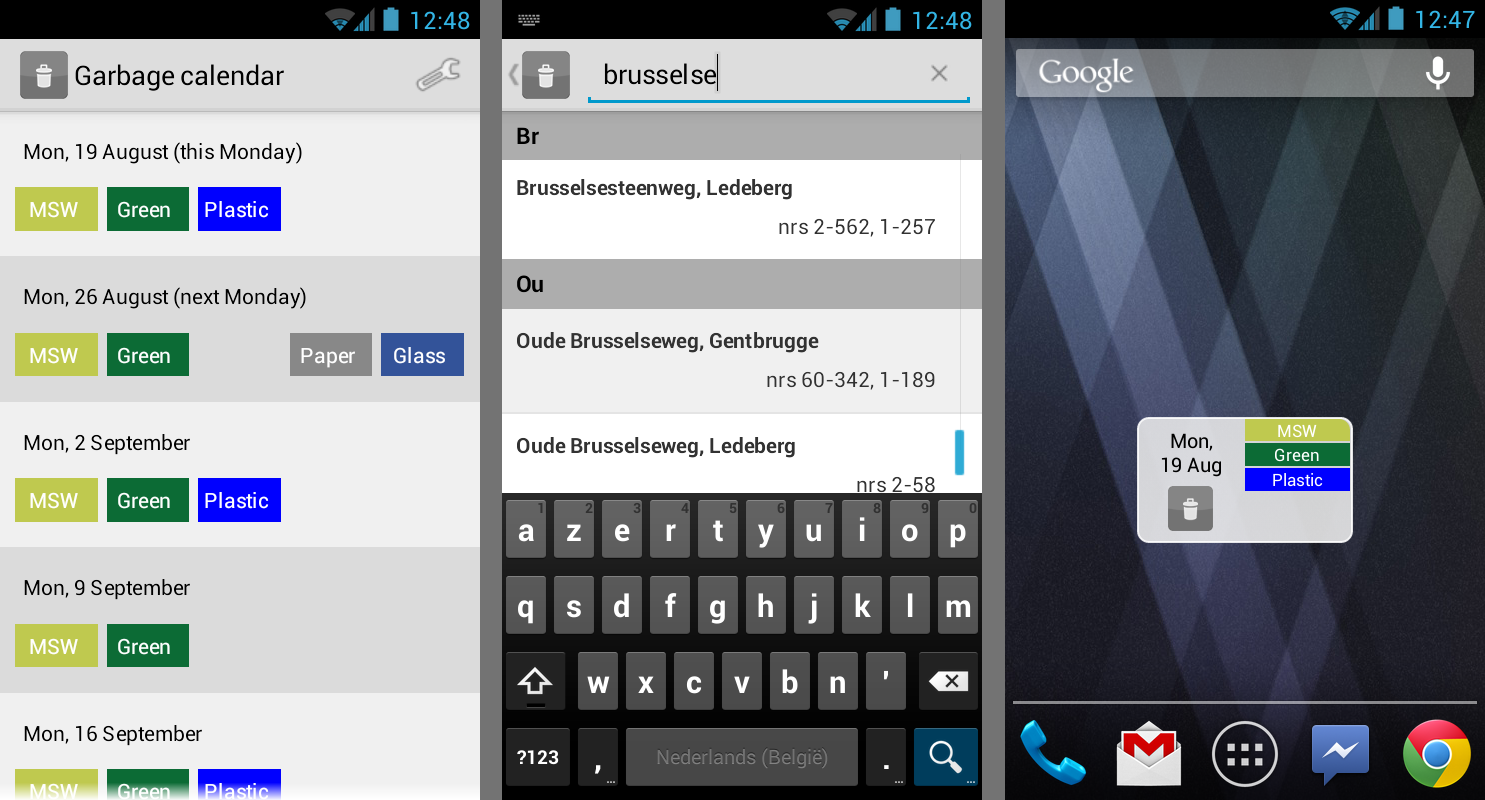 12:48
Garbage calendar
Mon, 19 August (this Monday)
MSW Green Plastic
Mon, 26 August (next Monday)
MSW Green Paper Glass
Mon, 2 September
MSW Green Plastic
Mon, 9 September
MSW Green
Mon, 16 September
MSW Green Plastic
12:48
brusselse
Br
Brusselsesteenweg, Ledeberg
nrs 2-562, 1-257
Ou
Oude Brusselseweg, Gentbrugge
nrs 60-342, 1-189
Oude Brusselseweg, Ledeberg
nrs 2-58
1 2 3 4 5 6 7 8 9 0
a z e r t y u i o p
q s d f g h j k l m
w x c v b n '
?123 , Nederlands (België) . ...
12:47
Google
Mon,
19 Aug
MSW
Green
Plastic